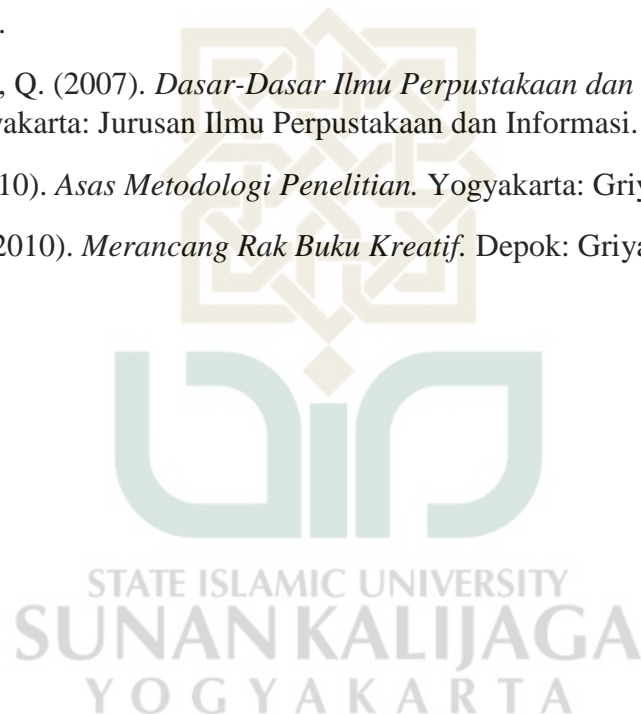 .
, Q. (2007). Dasar-Dasar Ilmu Perpustakaan dan
yakarta: Jurusan Ilmu Perpustakaan dan Informasi.
10). Asas Metodologi Penelitian. Yogyakarta: Griy
2010). Merancang Rak Buku Kreatif. Depok: Griya
STATE ISLAMIC UNIVERSITY
SUNAN KALIJAGA
YOGYAKARTA